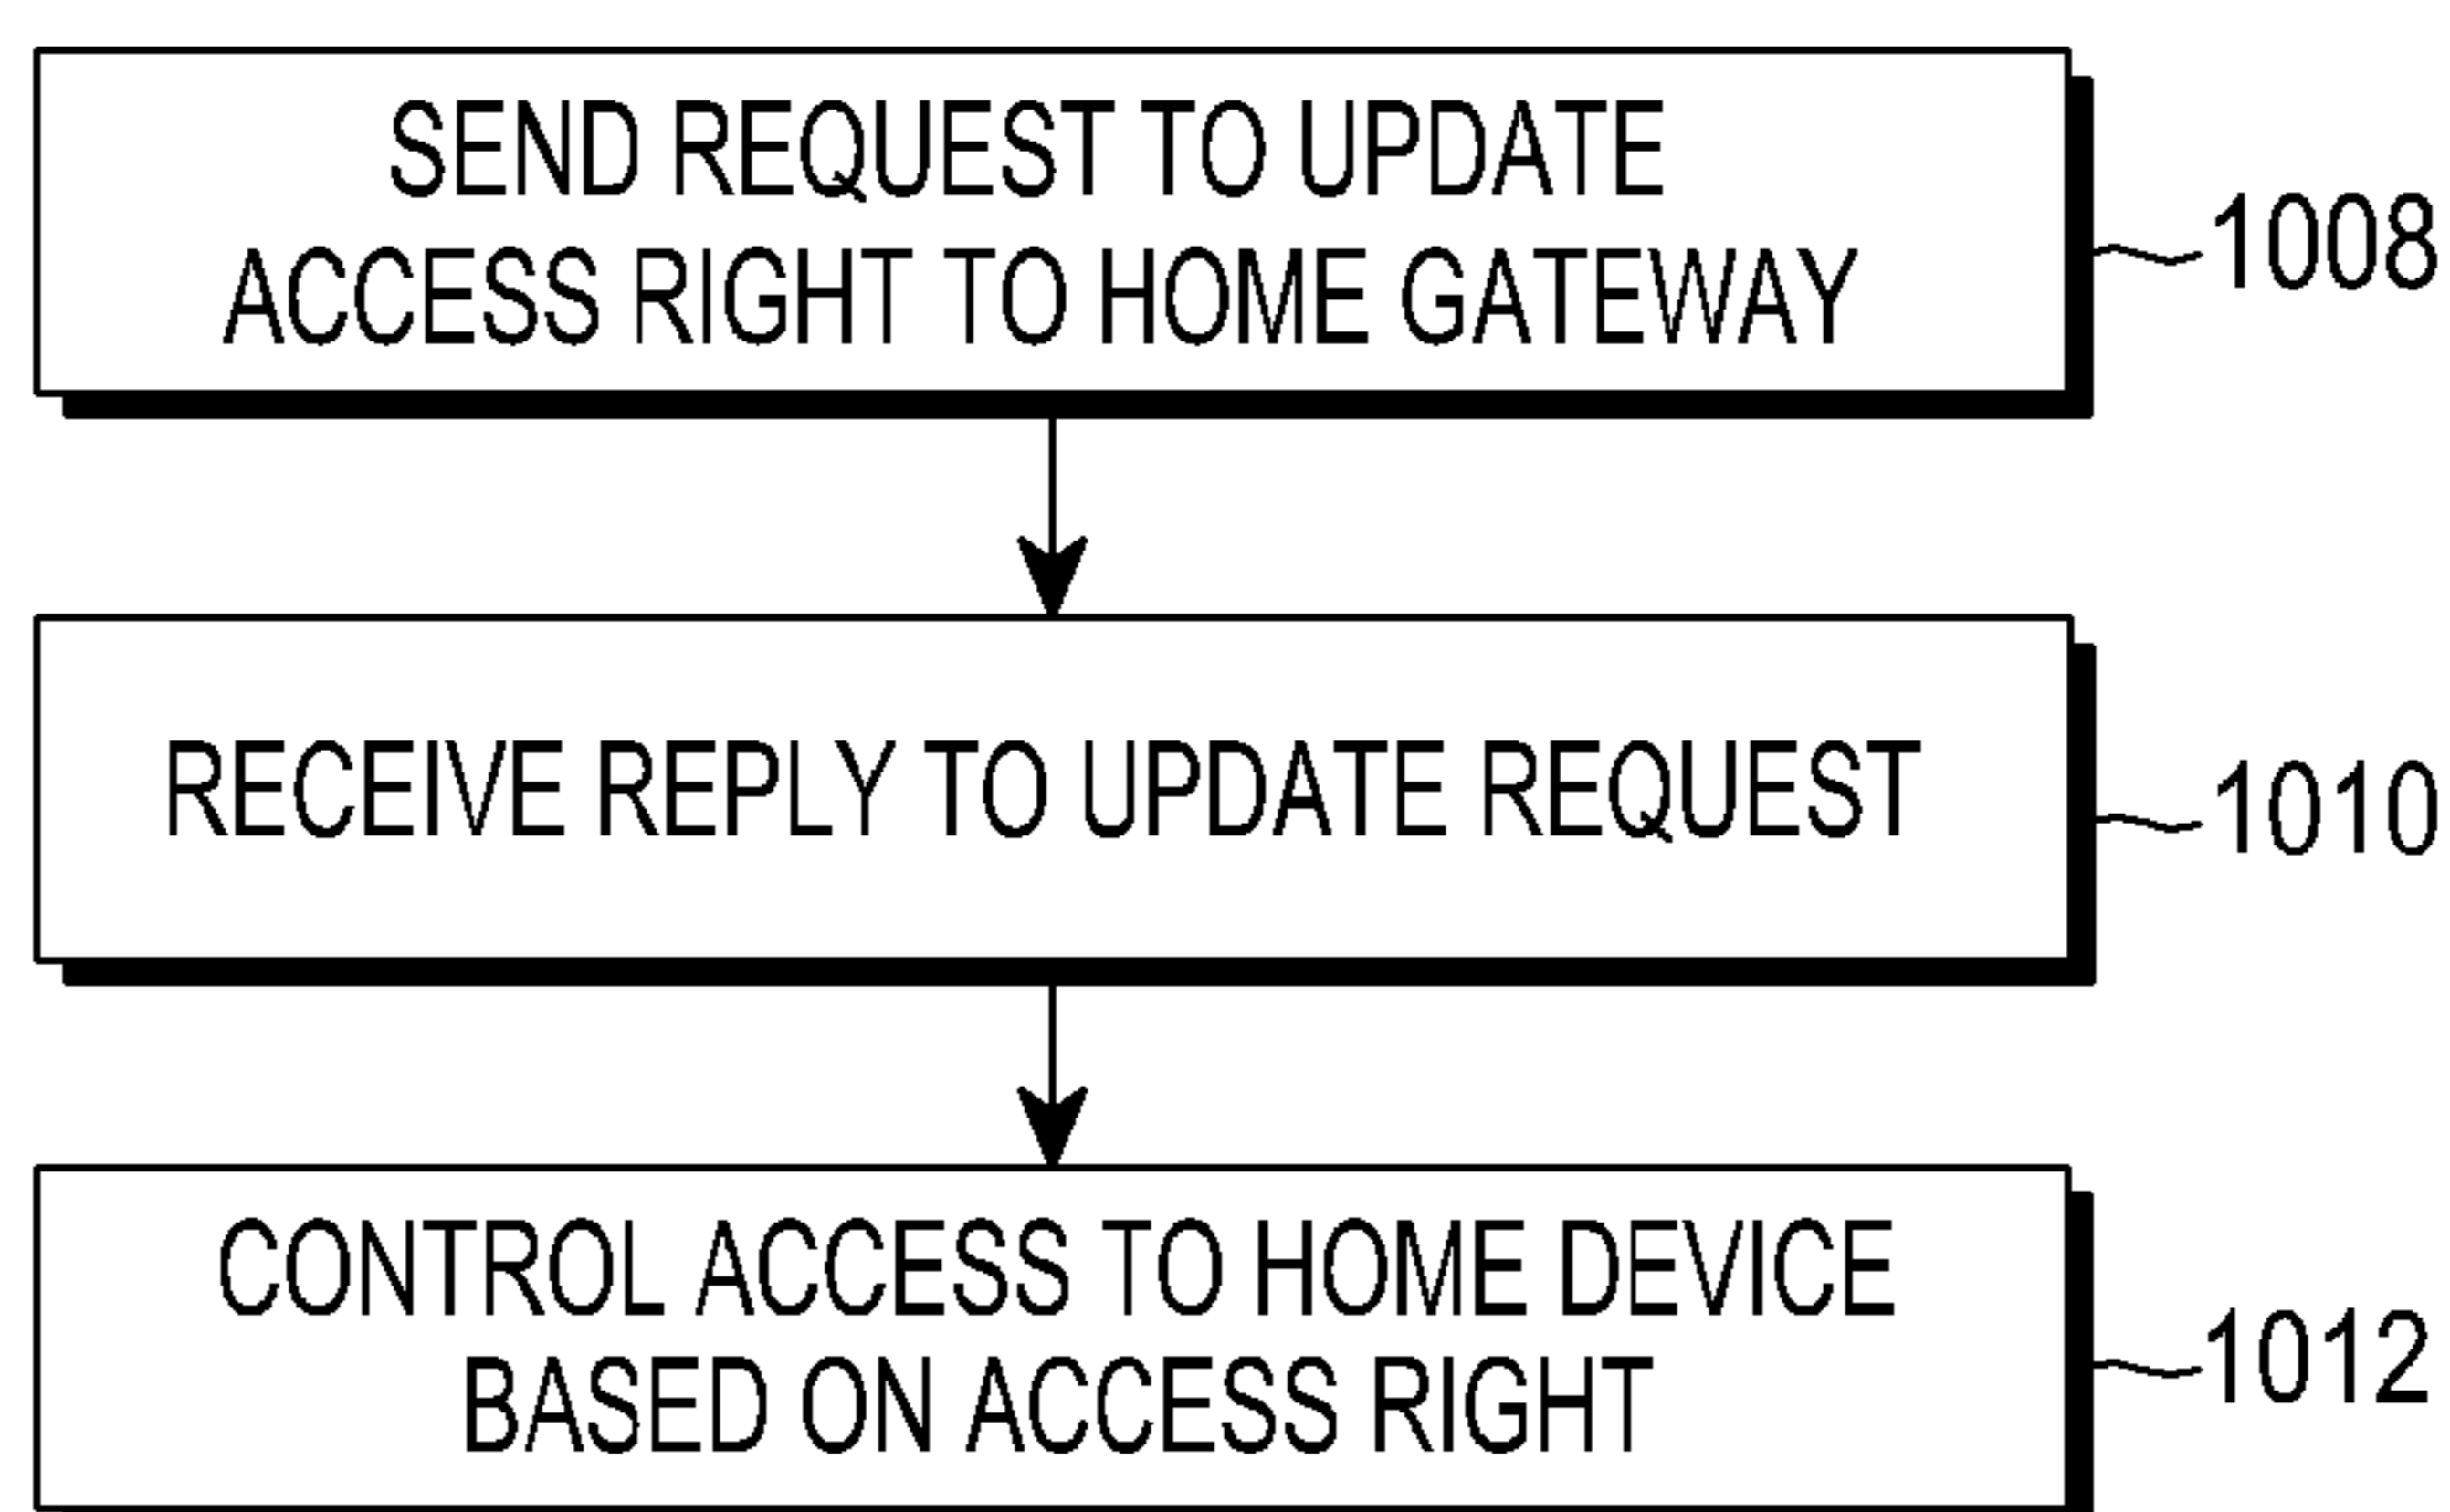 SEND REQUEST TO UPDATE
ACCESS RIGHT TO HOME GATEWAY
1008
RECEIVE REPLY TO UPDATE REQUEST
1010
CONTROL ACCESS TO HOME DEVICE
BASED ON ACCESS RIGHT
1012